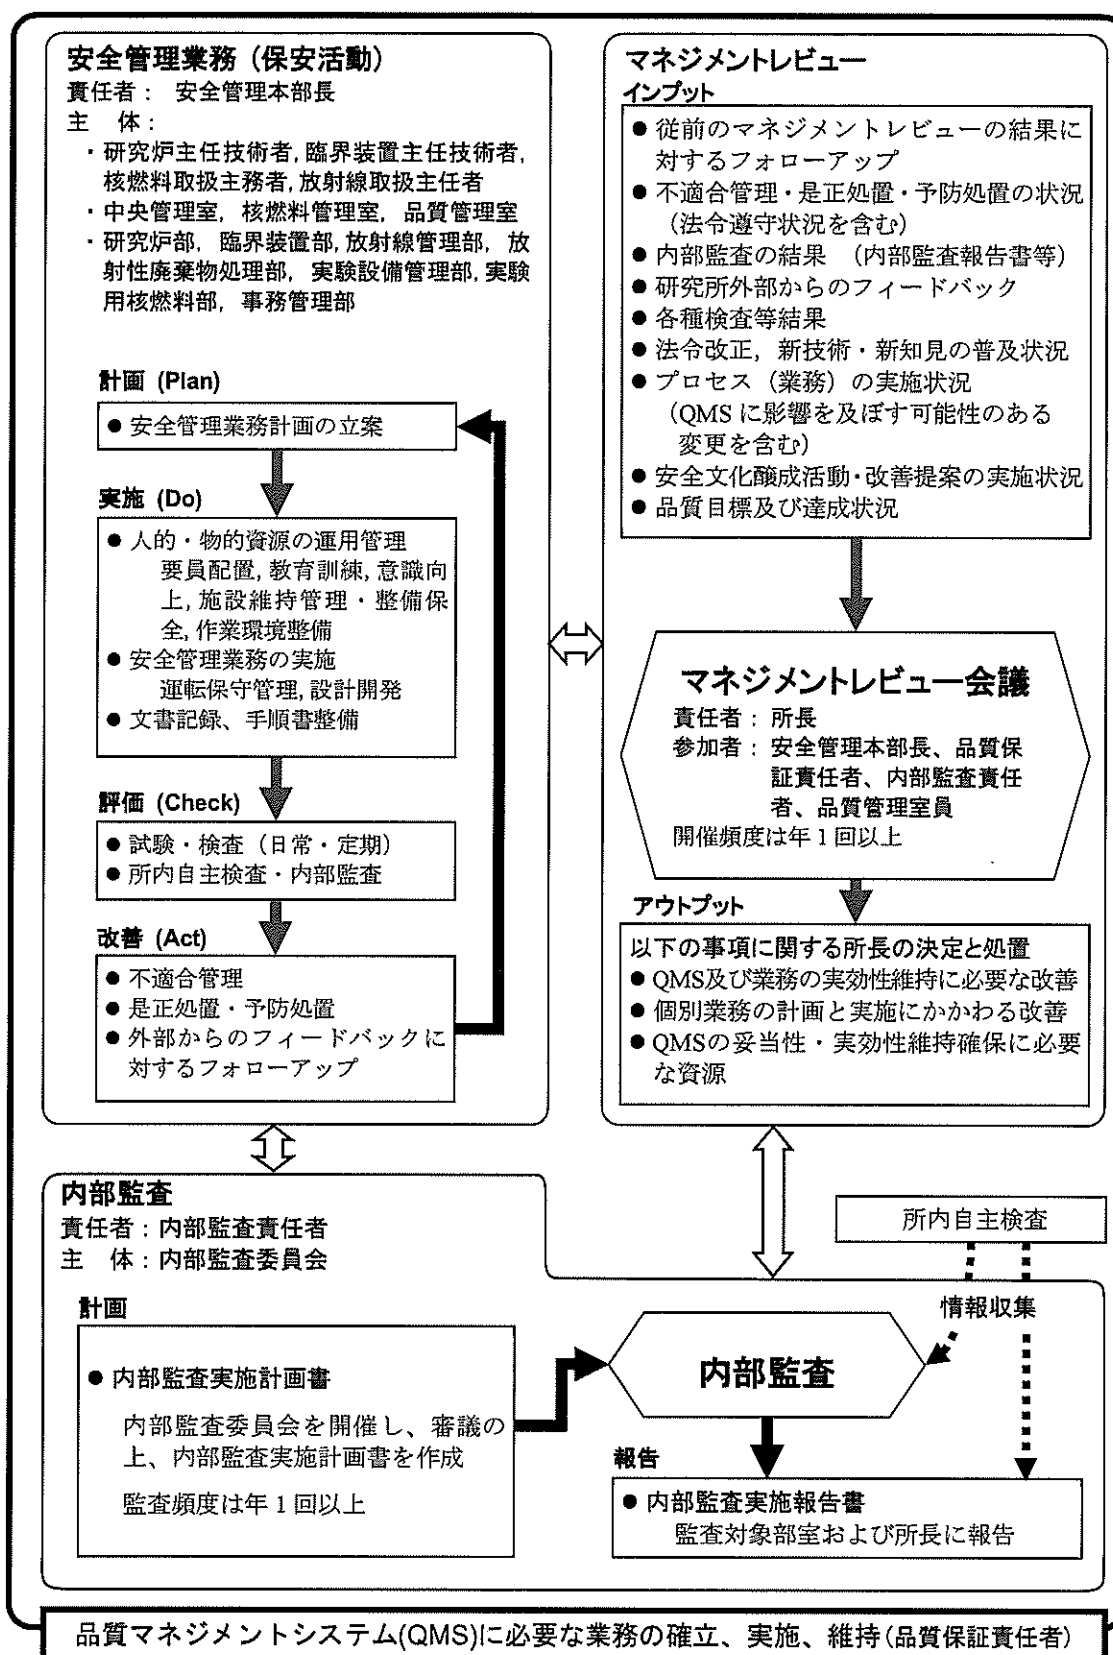 安全管理業務（保安活動）
責任者： 安全管理本部長
主　体：
・研究炉主任技術者，臨界装置主任技術者，
核燃料取扱主務者，放射線取扱主任者
・中央管理室，核燃料管理室，品質管理室
・研究炉部，臨界装置部，放射線管理部，放
射性廃棄物処理部，実験設備管理部，実験
用核燃料部，事務管理部
計画 (Plan)
● 安全管理業務計画の立案
実施 (Do)
● 人的・物的資源の運用管理
要員配置，教育訓練，意識向
上，施設維持管理・整備保
全，作業環境整備
● 安全管理業務の実施
運転保守管理，設計開発
● 文書記録、手順書整備
評価 (Check)
● 試験・検査（日常・定期）
● 所内自主検査・内部監査
改善 (Act)
● 不適合管理
● 是正処置・予防処置
● 外部からのフィードバックに
対するフォローアップ
マネジメントレビュー
インプット
● 従前のマネジメントレビューの結果に
対するフォローアップ
● 不適合管理・是正処置・予防処置の状況
（法令遵守状況を含む）
● 内部監査の結果　（内部監査報告書等）
● 研究所外部からのフィードバック
● 各種検査等結果
● 法令改正，新技術・新知見の普及状況
● プロセス（業務）の実施状況
（QMS に影響を及ぼす可能性のある
変更を含む）
● 安全文化醸成活動・改善提案の実施状況
● 品質目標及び達成状況
マネジメントレビュー会議
責任者： 所長
参加者： 安全管理本部長、品質保
証責任者、内部監査責任
者、品質管理室員
開催頻度は年 1 回以上
アウトプット
以下の事項に関する所長の決定と処置
● QMS及び業務の実効性維持に必要な改善
● 個別業務の計画と実施にかかわる改善
● QMSの妥当性・実効性維持確保に必要
な資源
内部監査
責任者：内部監査責任者
主　体：内部監査委員会
計画
● 内部監査実施計画書
内部監査委員会を開催し、審議の
上、内部監査実施計画書を作成
監査頻度は年 1 回以上
所内自主検査
情報収集
内部監査
報告
● 内部監査実施報告書
監査対象部室および所長に報告
品質マネジメントシステム(QMS)に必要な業務の確立、実施、維持(品質保証責任者)